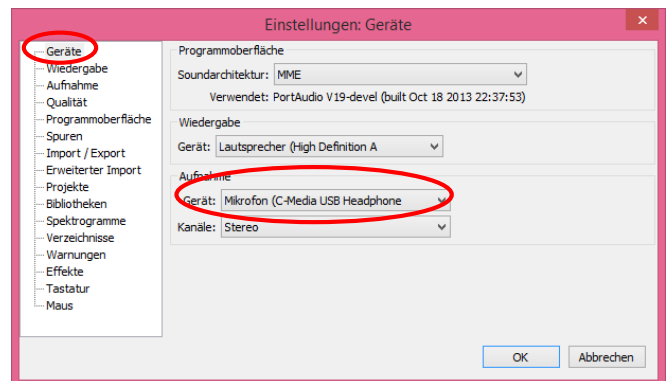 Einstellungen: Geräte
Geräte
Wiedergabe
Aufnahme
Qualität
Programmoberfläche
Spuren
Import / Export
Erweiterter Import
Projekte
Bibliotheken
Spektrogramme
Verzeichnisse
Warnungen
Effekte
Tastatur
Maus
Programmoberfläche
Soundarchitektur: MME
Verwendet: PortAudio V19-devel (built Oct 18 2013 22:37:53)
Wiedergabe
Gerät: Lautsprecher (High Definition A
Aufnahme
Gerät: Mikrofon (C-Media USB Headphone
Kanäle: Stereo
OK Abbrechen